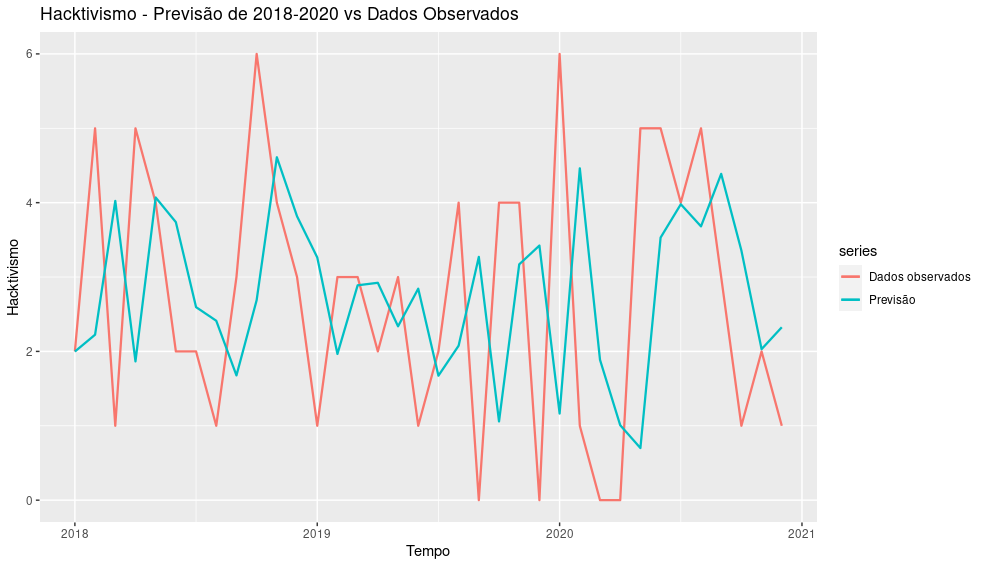 Hacktivismo - Previsão de 2018-2020 vs Dados Observados
6
4
2
0
Hacktivismo
2018
2019
2020
2021
Tempo
series
Dados observados
Previsão